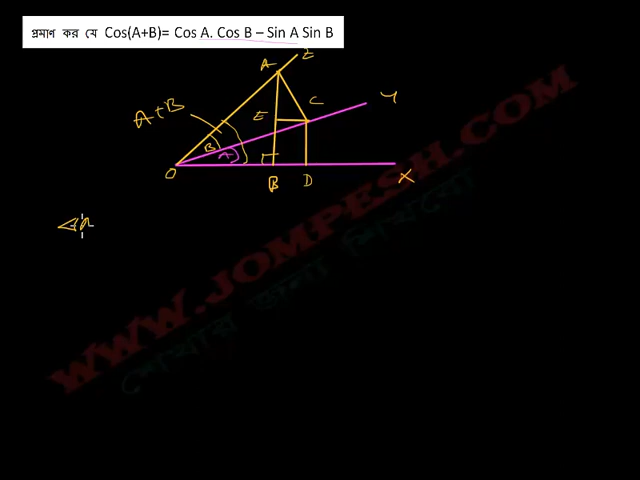 প্রমাণ কর যে Cos(A+B)= Cos A. Cos B – Sin A Sin B
A Z
A+B E C Y
B A
O B D X
WWW.JOMPESH.COM